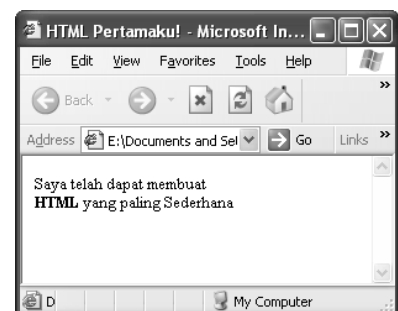 HTML Pertamaku! - Microsoft In...
File Edit View Favorites Tools Help
Back
Address E:\Documents and Set Go Links
Saya telah dapat membuat
HTML yang paling Sederhana
D My Computer